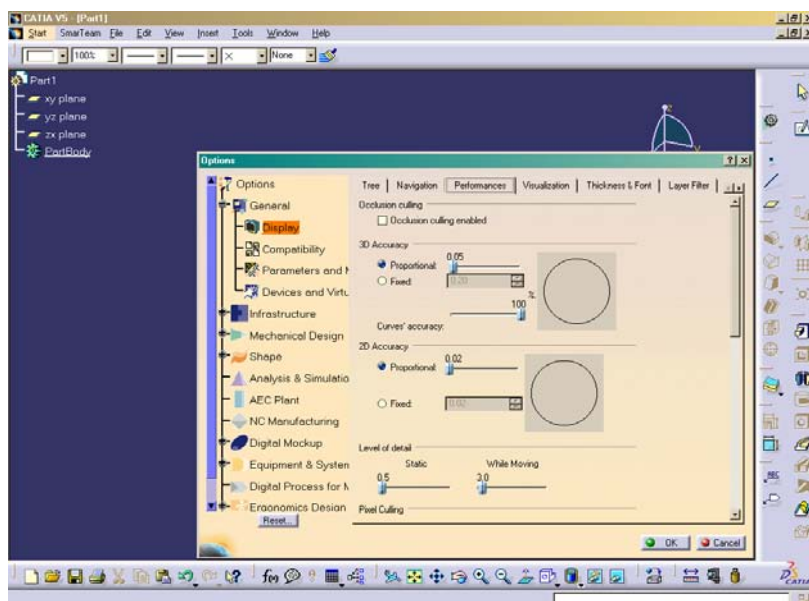 CATIA V5 - [Part1]
Start SmarTeam File Edit View Insert Tools Window Help
100% None
Part1
xy plane
yz plane
zx plane
PartBody
Options
Options
General
Display
Compatibility
Parameters and M
Devices and Virtu
Infrastructure
Mechanical Design
Shape
Analysis & Simulatio
AEC Plant
NC Manufacturing
Digital Mockup
Equipment & System
Digital Process for M
Ergonomics Design
Reset...
Tree Navigation Performances Visualization Thickness & Font Layer Filter
Occlusion culling
Occlusion culling enabled
3D Accuracy
0.05
Proportional:
Fixed: 0.20
100 %
Curves' accuracy:
2D Accuracy
0.02
Proportional:
Fixed: 0.02
Level of detail
Static While Moving
0.5 3.0
Pixel Culling
OK Cancel
ABC
f(x)
CATIA